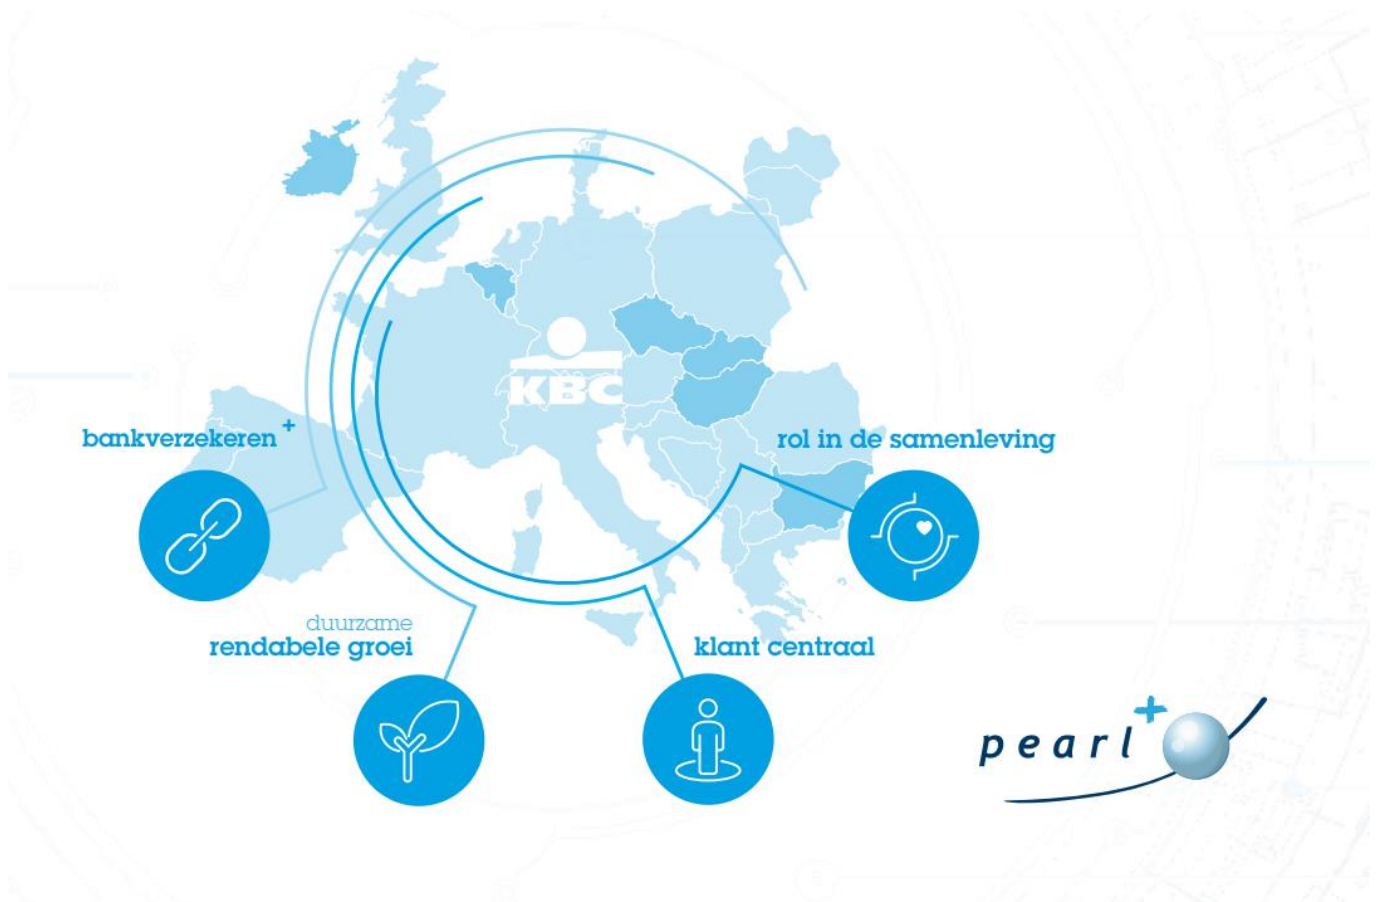 KBC
bankverzekeren +
rol in de samenleving
duurzame
rendabele groei
klant centraal
pearl +